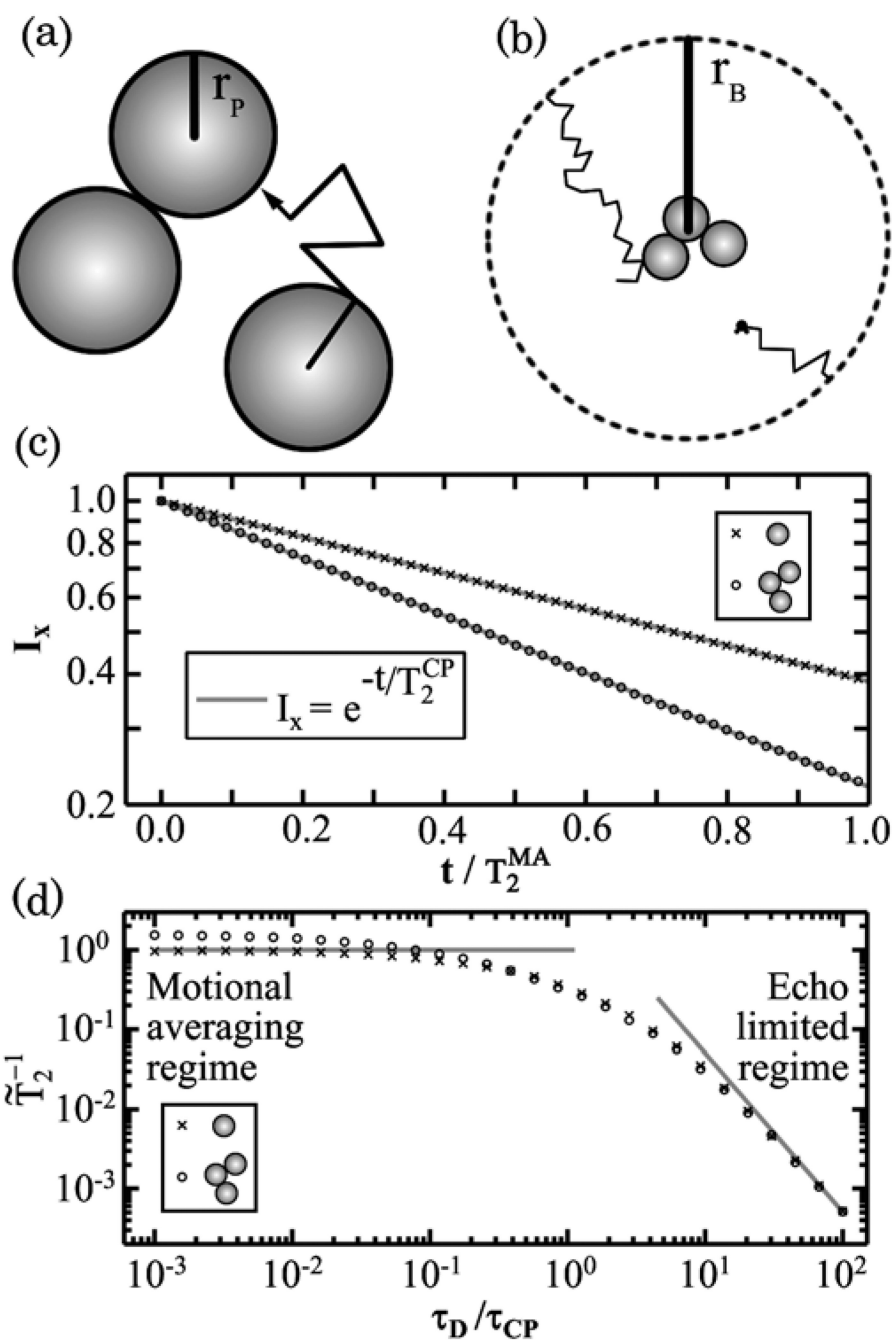 (a)
r_P
(b)
r_B
(c)
I_x
1.0
0.8
0.6
0.4
0.2
I_x = e^{-t/T_2^{CP}}
0.0 0.2 0.4 0.6 0.8 1.0
t / T_2^{MA}
(d)
T̃_2^{-1}
10^0
10^{-1}
10^{-2}
10^{-3}
Motional
averaging
regime
Echo
limited
regime
10^{-3} 10^{-2} 10^{-1} 10^0 10^1 10^2
τ_D/τ_{CP}